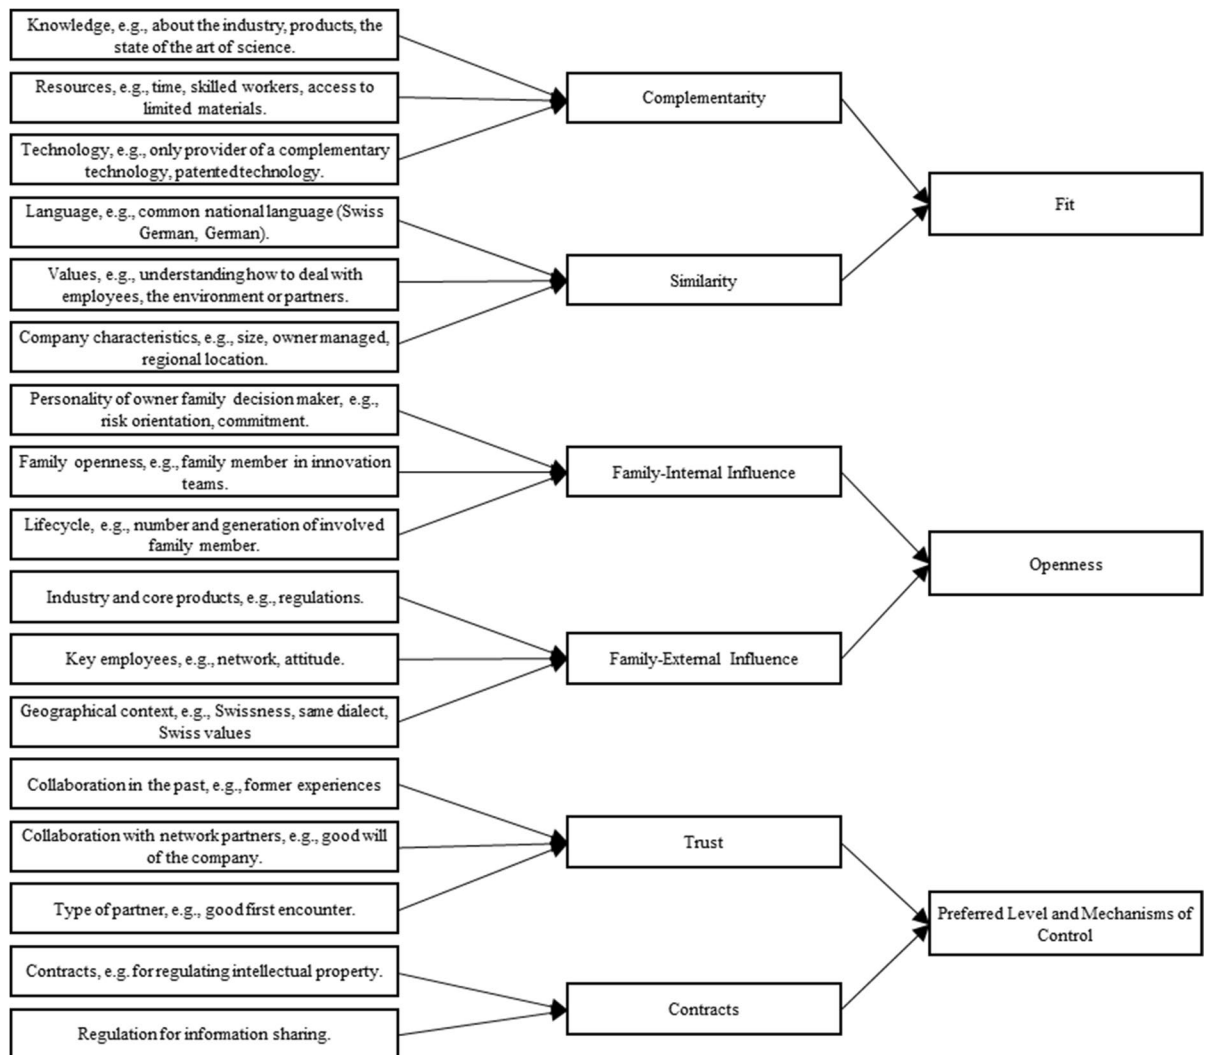 Knowledge, e.g., about the industry, products, the
state of the art of science.
Resources, e.g., time, skilled workers, access to
limited materials.
Technology, e.g., only provider of a complementary
technology, patented technology.
Language, e.g., common national language (Swiss
German, German).
Values, e.g., understanding how to deal with
employees, the environment or partners.
Company characteristics, e.g., size, owner managed,
regional location.
Personality of owner family decision maker, e.g.,
risk orientation, commitment.
Family openness, e.g., family member in innovation
teams.
Lifecycle, e.g., number and generation of involved
family member.
Industry and core products, e.g., regulations.
Key employees, e.g., network, attitude.
Geographical context, e.g., Swissness, same dialect,
Swiss values
Collaboration in the past, e.g., former experiences
Collaboration with network partners, e.g., good will
of the company.
Type of partner, e.g., good first encounter.
Contracts, e.g. for regulating intellectual property.
Regulation for information sharing.
Complementarity
Similarity
Family-Internal Influence
Family-External Influence
Trust
Contracts
Fit
Openness
Preferred Level and Mechanisms of
Control